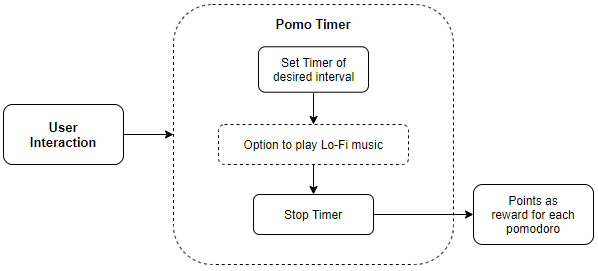 Pomo Timer
Set Timer of
desired interval
User
Interaction
Option to play Lo-Fi music
Stop Timer
Points as
reward for each
pomodoro